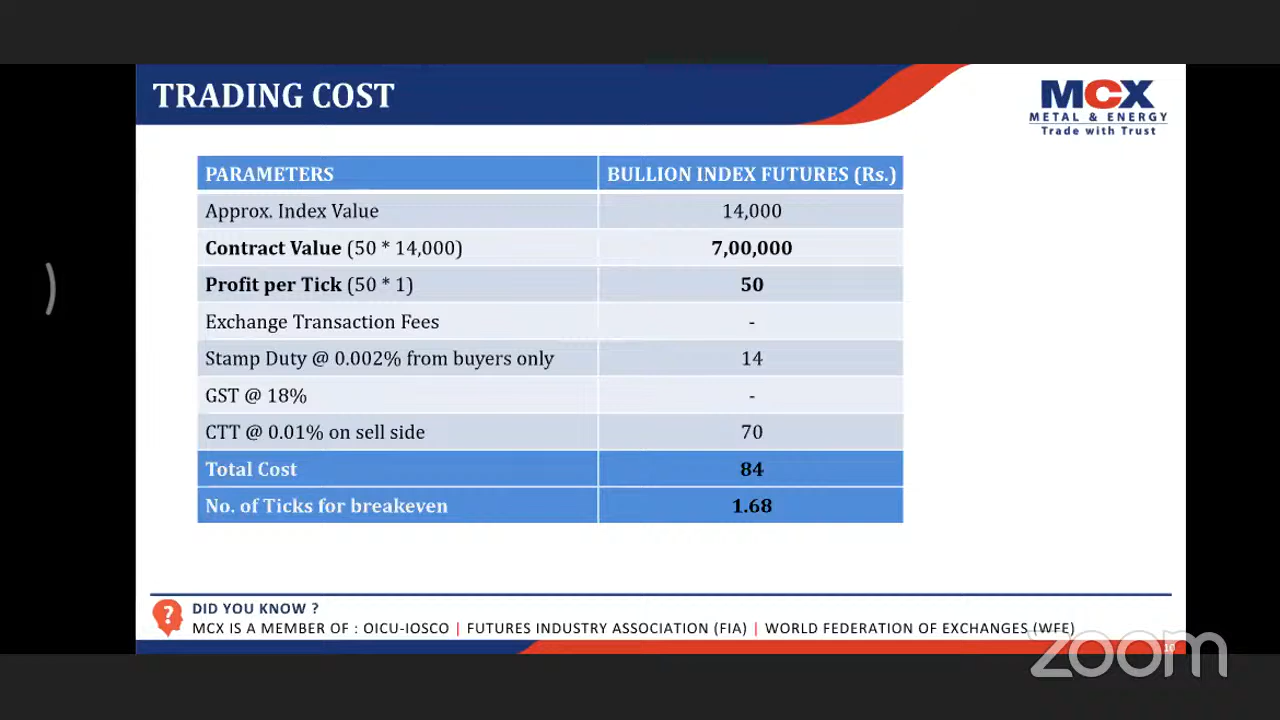 TRADING COST
MCX
METAL & ENERGY
Trade with Trust
PARAMETERS BULLION INDEX FUTURES (Rs.)
Approx. Index Value 14,000
Contract Value (50 * 14,000) 7,00,000
Profit per Tick (50 * 1) 50
Exchange Transaction Fees -
Stamp Duty @ 0.002% from buyers only 14
GST @ 18% -
CTT @ 0.01% on sell side 70
Total Cost 84
No. of Ticks for breakeven 1.68
? DID YOU KNOW ?
MCX IS A MEMBER OF : OICU-IOSCO | FUTURES INDUSTRY ASSOCIATION (FIA) | WORLD FEDERATION OF EXCHANGES (WFE)
10
zoom